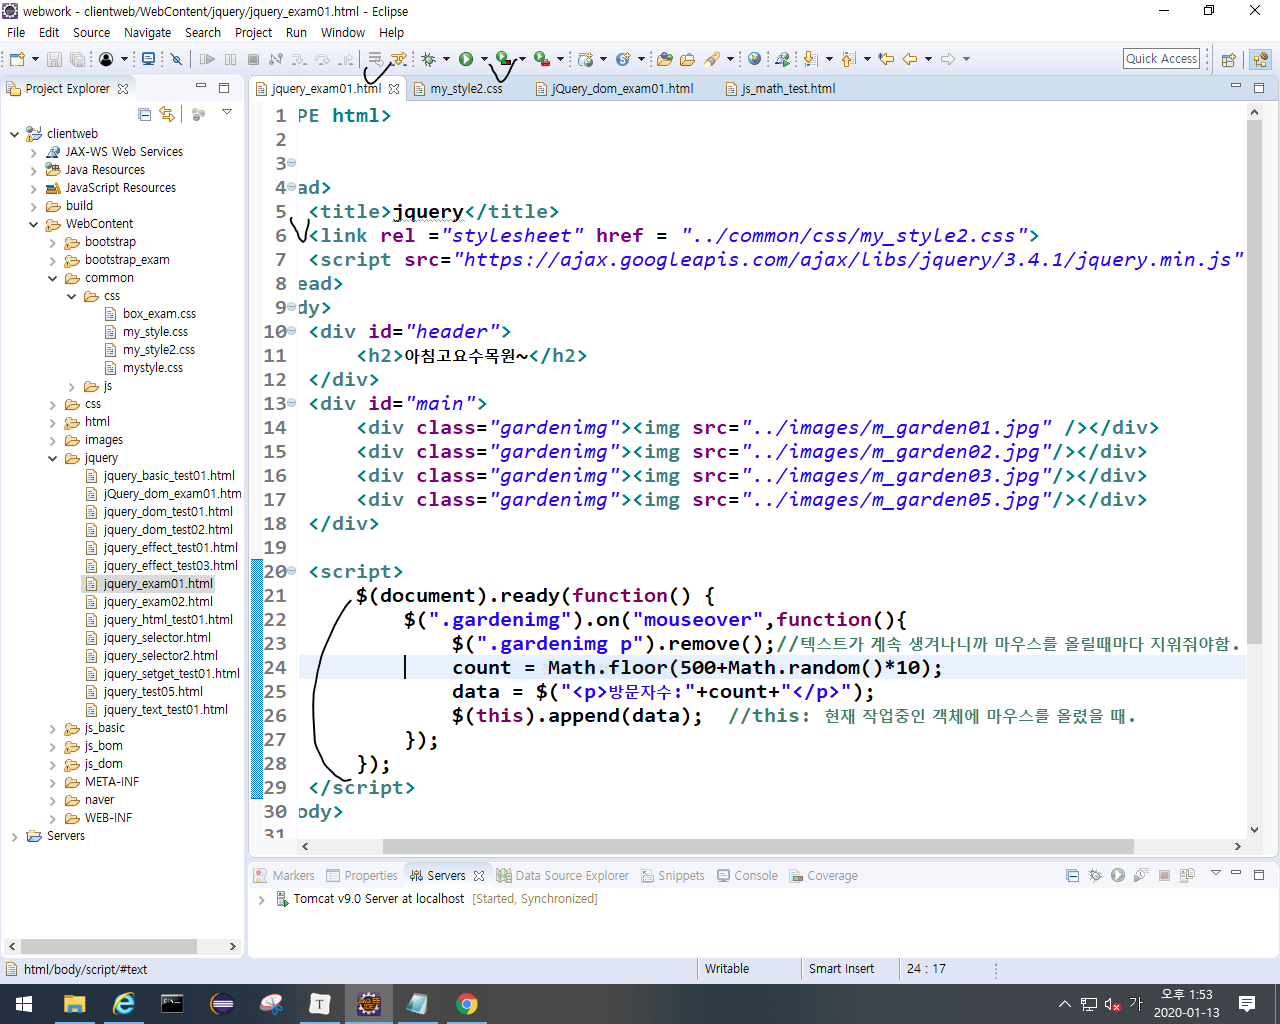 webwork - clientweb/WebContent/jquery/jquery_exam01.html - Eclipse
File Edit Source Navigate Search Project Run Window Help
Quick Access
Project Explorer
jquery_exam01.html my_style2.css jQuery_dom_exam01.html js_math_test.html
clientweb
JAX-WS Web Services
Java Resources
JavaScript Resources
build
WebContent
bootstrap
bootstrap_exam
common
css
box_exam.css
my_style.css
my_style2.css
mystyle.css
js
css
html
images
jquery
jquery_basic_test01.html
jQuery_dom_exam01.htm
jquery_dom_test01.html
jquery_dom_test02.html
jquery_effect_test01.html
jquery_effect_test03.html
jquery_exam01.html
jquery_exam02.html
jquery_html_test01.html
jquery_selector.html
jquery_selector2.html
jquery_setget_test01.html
jquery_test05.html
jquery_text_test01.html
js_basic
js_bom
js_dom
META-INF
naver
WEB-INF
Servers
1 PE html>
2
3
4 ad>
5 <title>jquery</title>
6 <link rel ="stylesheet" href = "../common/css/my_style2.css">
7 <script src="https://ajax.googleapis.com/ajax/libs/jquery/3.4.1/jquery.min.js"
8 ead>
9 dy>
10 <div id="header">
11 <h2>아침고요수목원~</h2>
12 </div>
13 <div id="main">
14 <div class="gardenimg"><img src="../images/m_garden01.jpg" /></div>
15 <div class="gardenimg"><img src="../images/m_garden02.jpg"/></div>
16 <div class="gardenimg"><img src="../images/m_garden03.jpg"/></div>
17 <div class="gardenimg"><img src="../images/m_garden05.jpg"/></div>
18 </div>
19
20 <script>
21 $(document).ready(function() {
22 $(".gardenimg").on("mouseover",function(){
23 $(".gardenimg p").remove();//텍스트가 계속 생겨나니까 마우스를 올릴때마다 지워줘야함.
24 count = Math.floor(500+Math.random()*10);
25 data = $("<p>방문자수:"+count+"</p>");
26 $(this).append(data); //this: 현재 작업중인 객체에 마우스를 올렸을 때.
27 });
28 });
29 </script>
30 ody>
31
Markers Properties Servers Data Source Explorer Snippets Console Coverage
Tomcat v9.0 Server at localhost [Started, Synchronized]
html/body/script/#text
Writable
Smart Insert
24 : 17
가
오후 1:53
2020-01-13